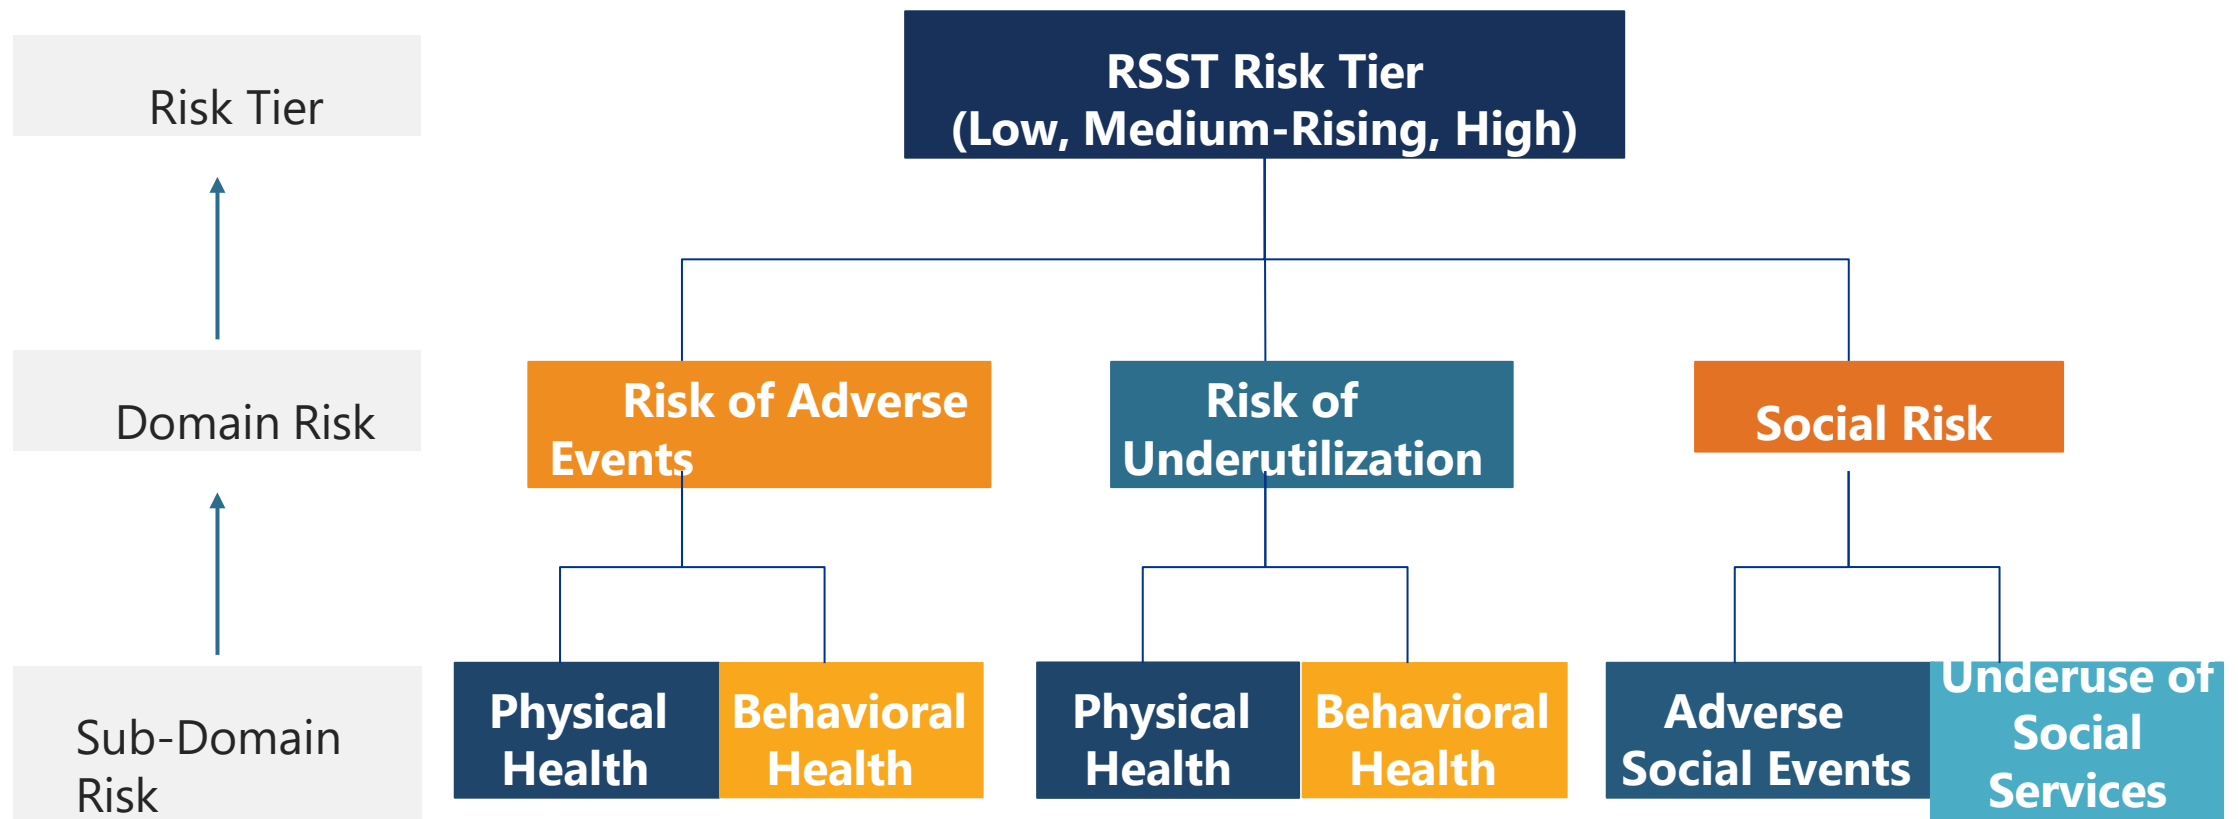 Risk Tier
RSST Risk Tier
(Low, Medium-Rising, High)
Domain Risk
Risk of Adverse
Events
Risk of
Underutilization
Social Risk
Sub-Domain
Risk
Physical
Health
Behavioral
Health
Physical
Health
Behavioral
Health
Adverse
Social Events
Underuse of
Social
Services